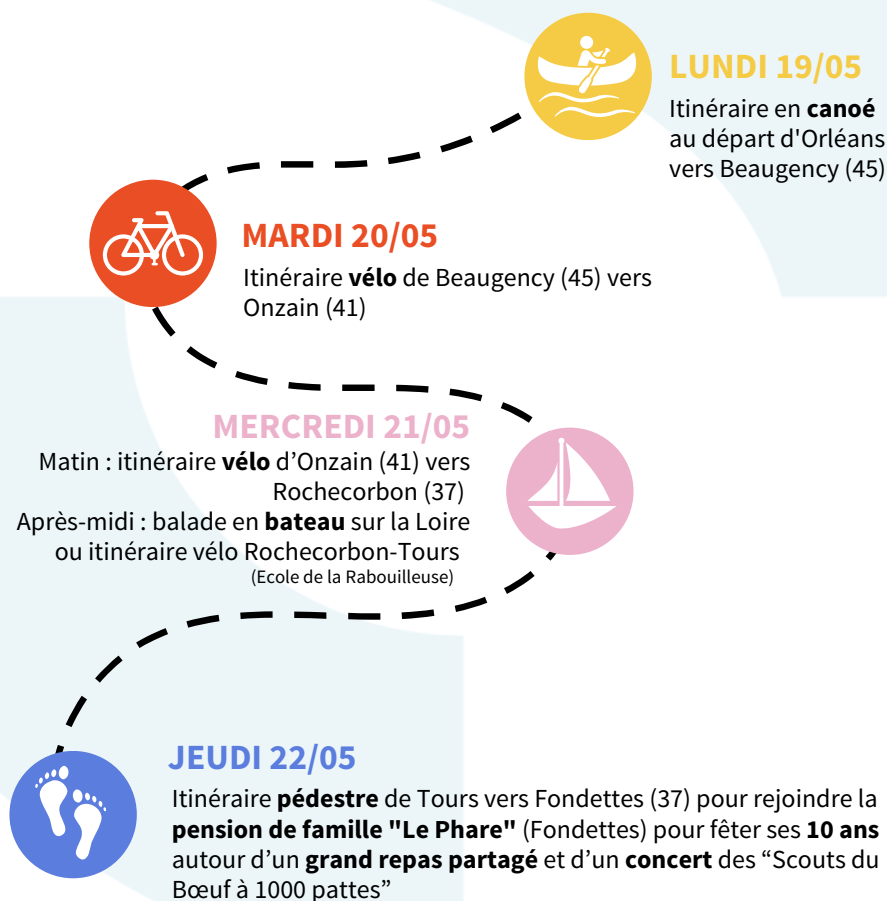 LUNDI 19/05
Itinéraire en canoé
au départ d'Orléans
vers Beaugency (45)
MARDI 20/05
Itinéraire vélo de Beaugency (45) vers
Onzain (41)
MERCREDI 21/05
Matin : itinéraire vélo d’Onzain (41) vers
Rochecorbon (37)
Après-midi : balade en bateau sur la Loire
ou itinéraire vélo Rochecorbon-Tours
(Ecole de la Rabouilleuse)
JEUDI 22/05
Itinéraire pédestre de Tours vers Fondettes (37) pour rejoindre la
pension de famille "Le Phare" (Fondettes) pour fêter ses 10 ans
autour d’un grand repas partagé et d’un concert des “Scouts du
Bœuf à 1000 pattes”